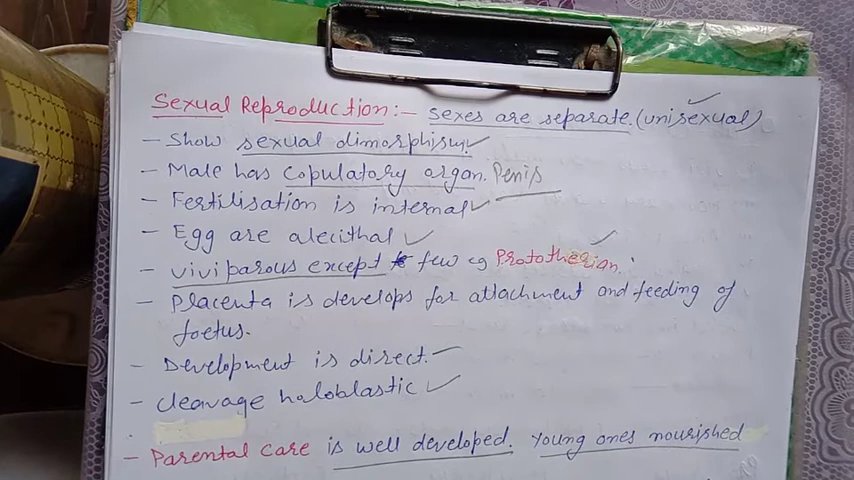 Sexual Reproduction:- Sexes are separate. (unisexual)
- Show sexual dimorphism.
- Male has copulatory organ. Penis
- Fertilisation is internal
- Egg are alecithal
- viviparous except few eg Prototherian.
- Placenta is develops for attachment and feeding of
foetus.
- Development is direct.
- cleavage holoblastic
- Parental care is well developed. Young ones nourished